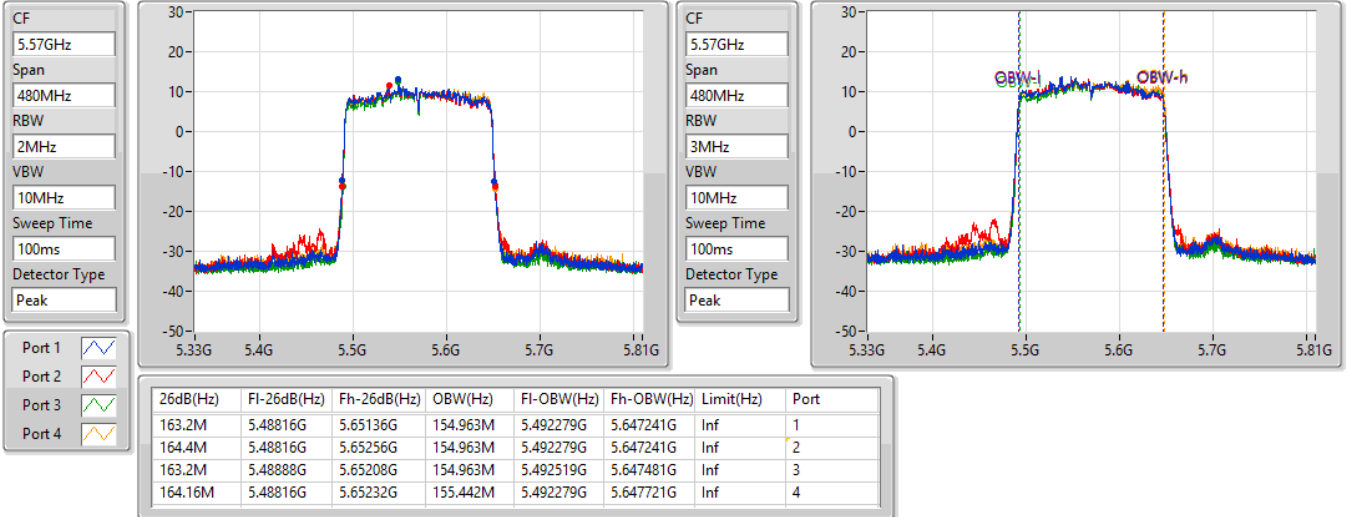 CF
5.57GHz
Span
480MHz
RBW
2MHz
VBW
10MHz
Sweep Time
100ms
Detector Type
Peak
30
20
10
0
-10
-20
-30
-40
-50
5.33G 5.4G 5.5G 5.6G 5.7G 5.81G
CF
5.57GHz
Span
480MHz
RBW
3MHz
VBW
10MHz
Sweep Time
100ms
Detector Type
Peak
30
20
10
0
-10
-20
-30
-40
-50
OBW-l OBW-h
5.33G 5.4G 5.5G 5.6G 5.7G 5.81G
Port 1
Port 2
Port 3
Port 4
26dB(Hz) Fl-26dB(Hz) Fh-26dB(Hz) OBW(Hz) Fl-OBW(Hz) Fh-OBW(Hz) Limit(Hz) Port
163.2M 5.48816G 5.65136G 154.963M 5.492279G 5.647241G Inf 1
164.4M 5.48816G 5.65256G 154.963M 5.492279G 5.647241G Inf 2
163.2M 5.48888G 5.65208G 154.963M 5.492519G 5.647481G Inf 3
164.16M 5.48816G 5.65232G 155.442M 5.492279G 5.647721G Inf 4